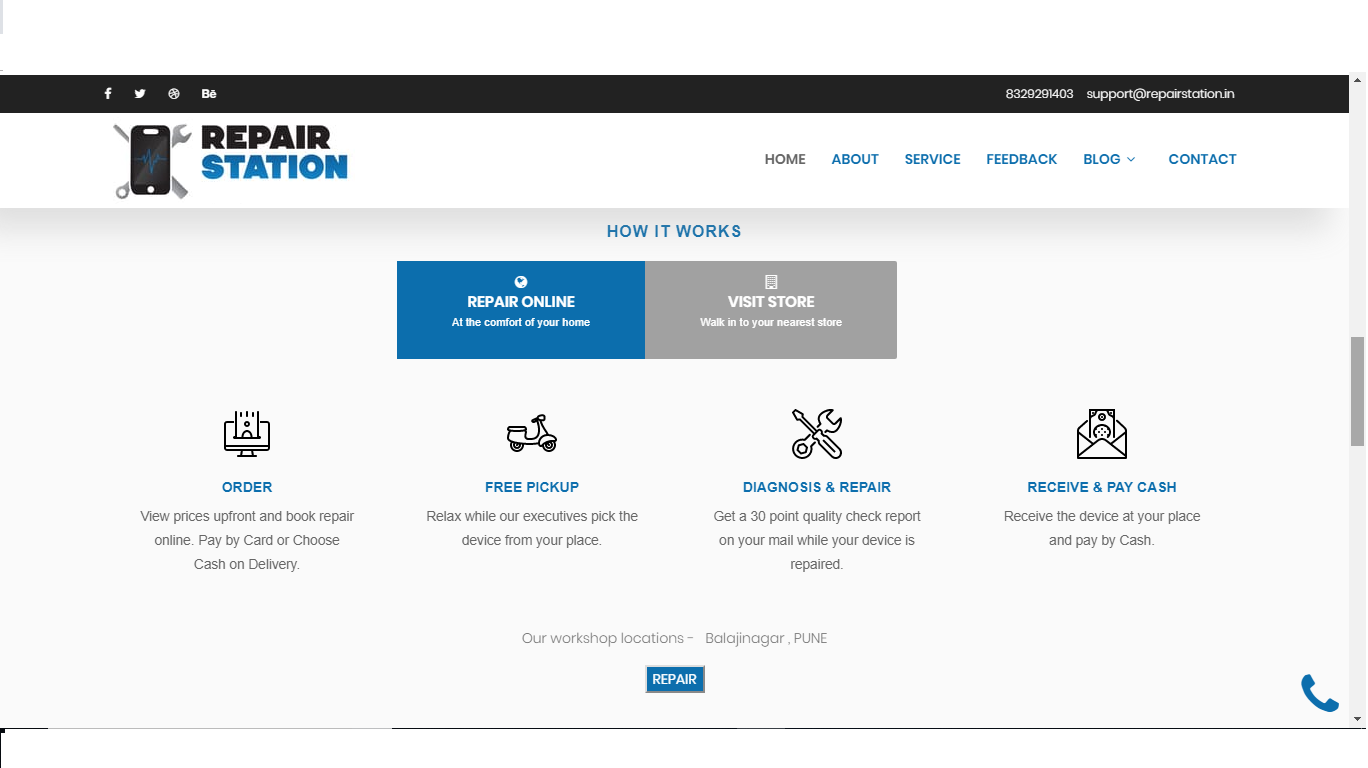 8329291403 support@repairstation.in
REPAIR
STATION
HOME ABOUT SERVICE FEEDBACK BLOG CONTACT
HOW IT WORKS
REPAIR ONLINE
At the comfort of your home
VISIT STORE
Walk in to your nearest store
ORDER
View prices upfront and book repair
online. Pay by Card or Choose
Cash on Delivery.
FREE PICKUP
Relax while our executives pick the
device from your place.
DIAGNOSIS & REPAIR
Get a 30 point quality check report
on your mail while your device is
repaired.
RECEIVE & PAY CASH
Receive the device at your place
and pay by Cash.
Our workshop locations - Balajinagar , PUNE
REPAIR